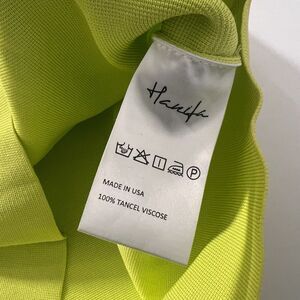 Hanifa
P
MADE IN USA
100% TANCEL VISCOSE